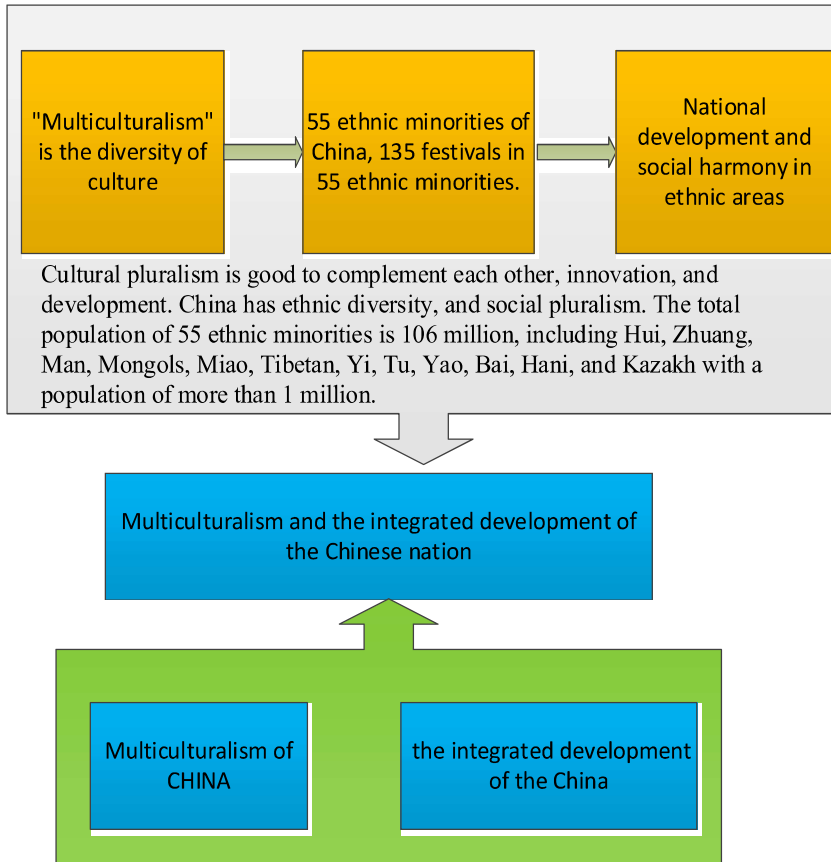 "Multiculturalism"
is the diversity of
culture
55 ethnic minorities of
China, 135 festivals in
55 ethnic minorities.
National
development and
social harmony in
ethnic areas
Cultural pluralism is good to complement each other, innovation, and
development. China has ethnic diversity, and social pluralism. The total
population of 55 ethnic minorities is 106 million, including Hui, Zhuang,
Man, Mongols, Miao, Tibetan, Yi, Tu, Yao, Bai, Hani, and Kazakh with a
population of more than 1 million.
Multiculturalism and the integrated development of
the Chinese nation
Multiculturalism of
CHINA
the integrated development
of the China